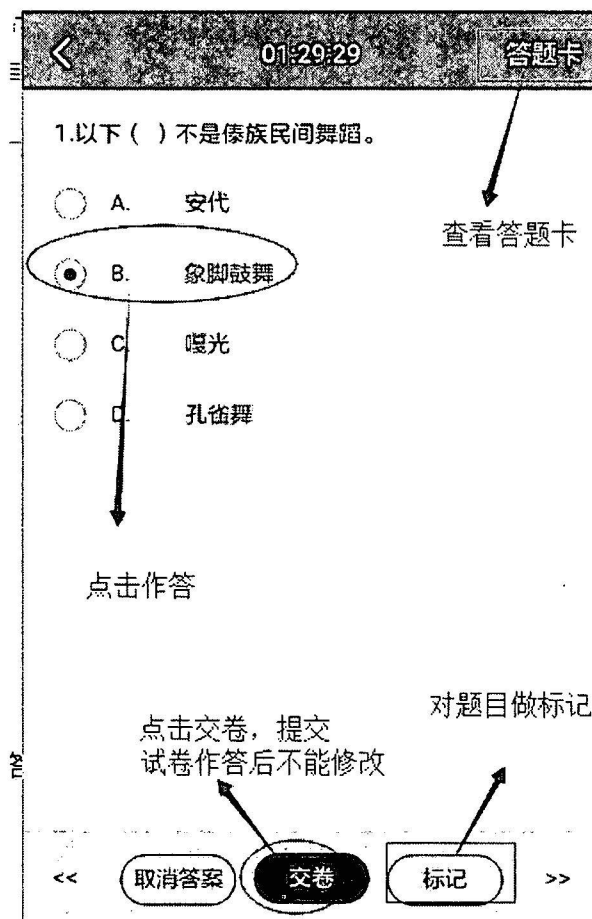 01:29:29 答题卡
1.以下（ ）不是傣族民间舞蹈。
A. 安代
查看答题卡
B. 象脚鼓舞
C. 嘎光
D. 孔雀舞
点击作答
对题目做标记
点击交卷，提交
试卷作答后不能修改
<< 取消答案 交卷 标记 >>